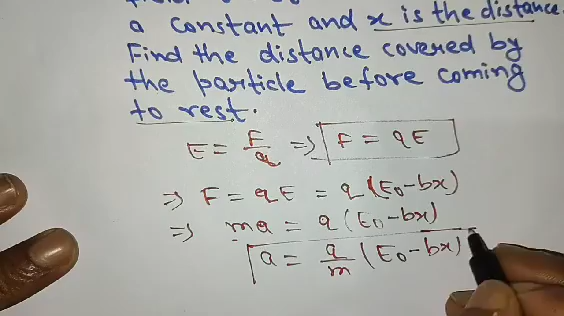 a constant and x is the distance.
Find the distance covered by
the particle before coming
to rest.
E = F/q ⇒ F = qE
⇒ F = qE = q(E₀-bx)
⇒ ma = q(E₀-bx)
a = q/m (E₀-bx)